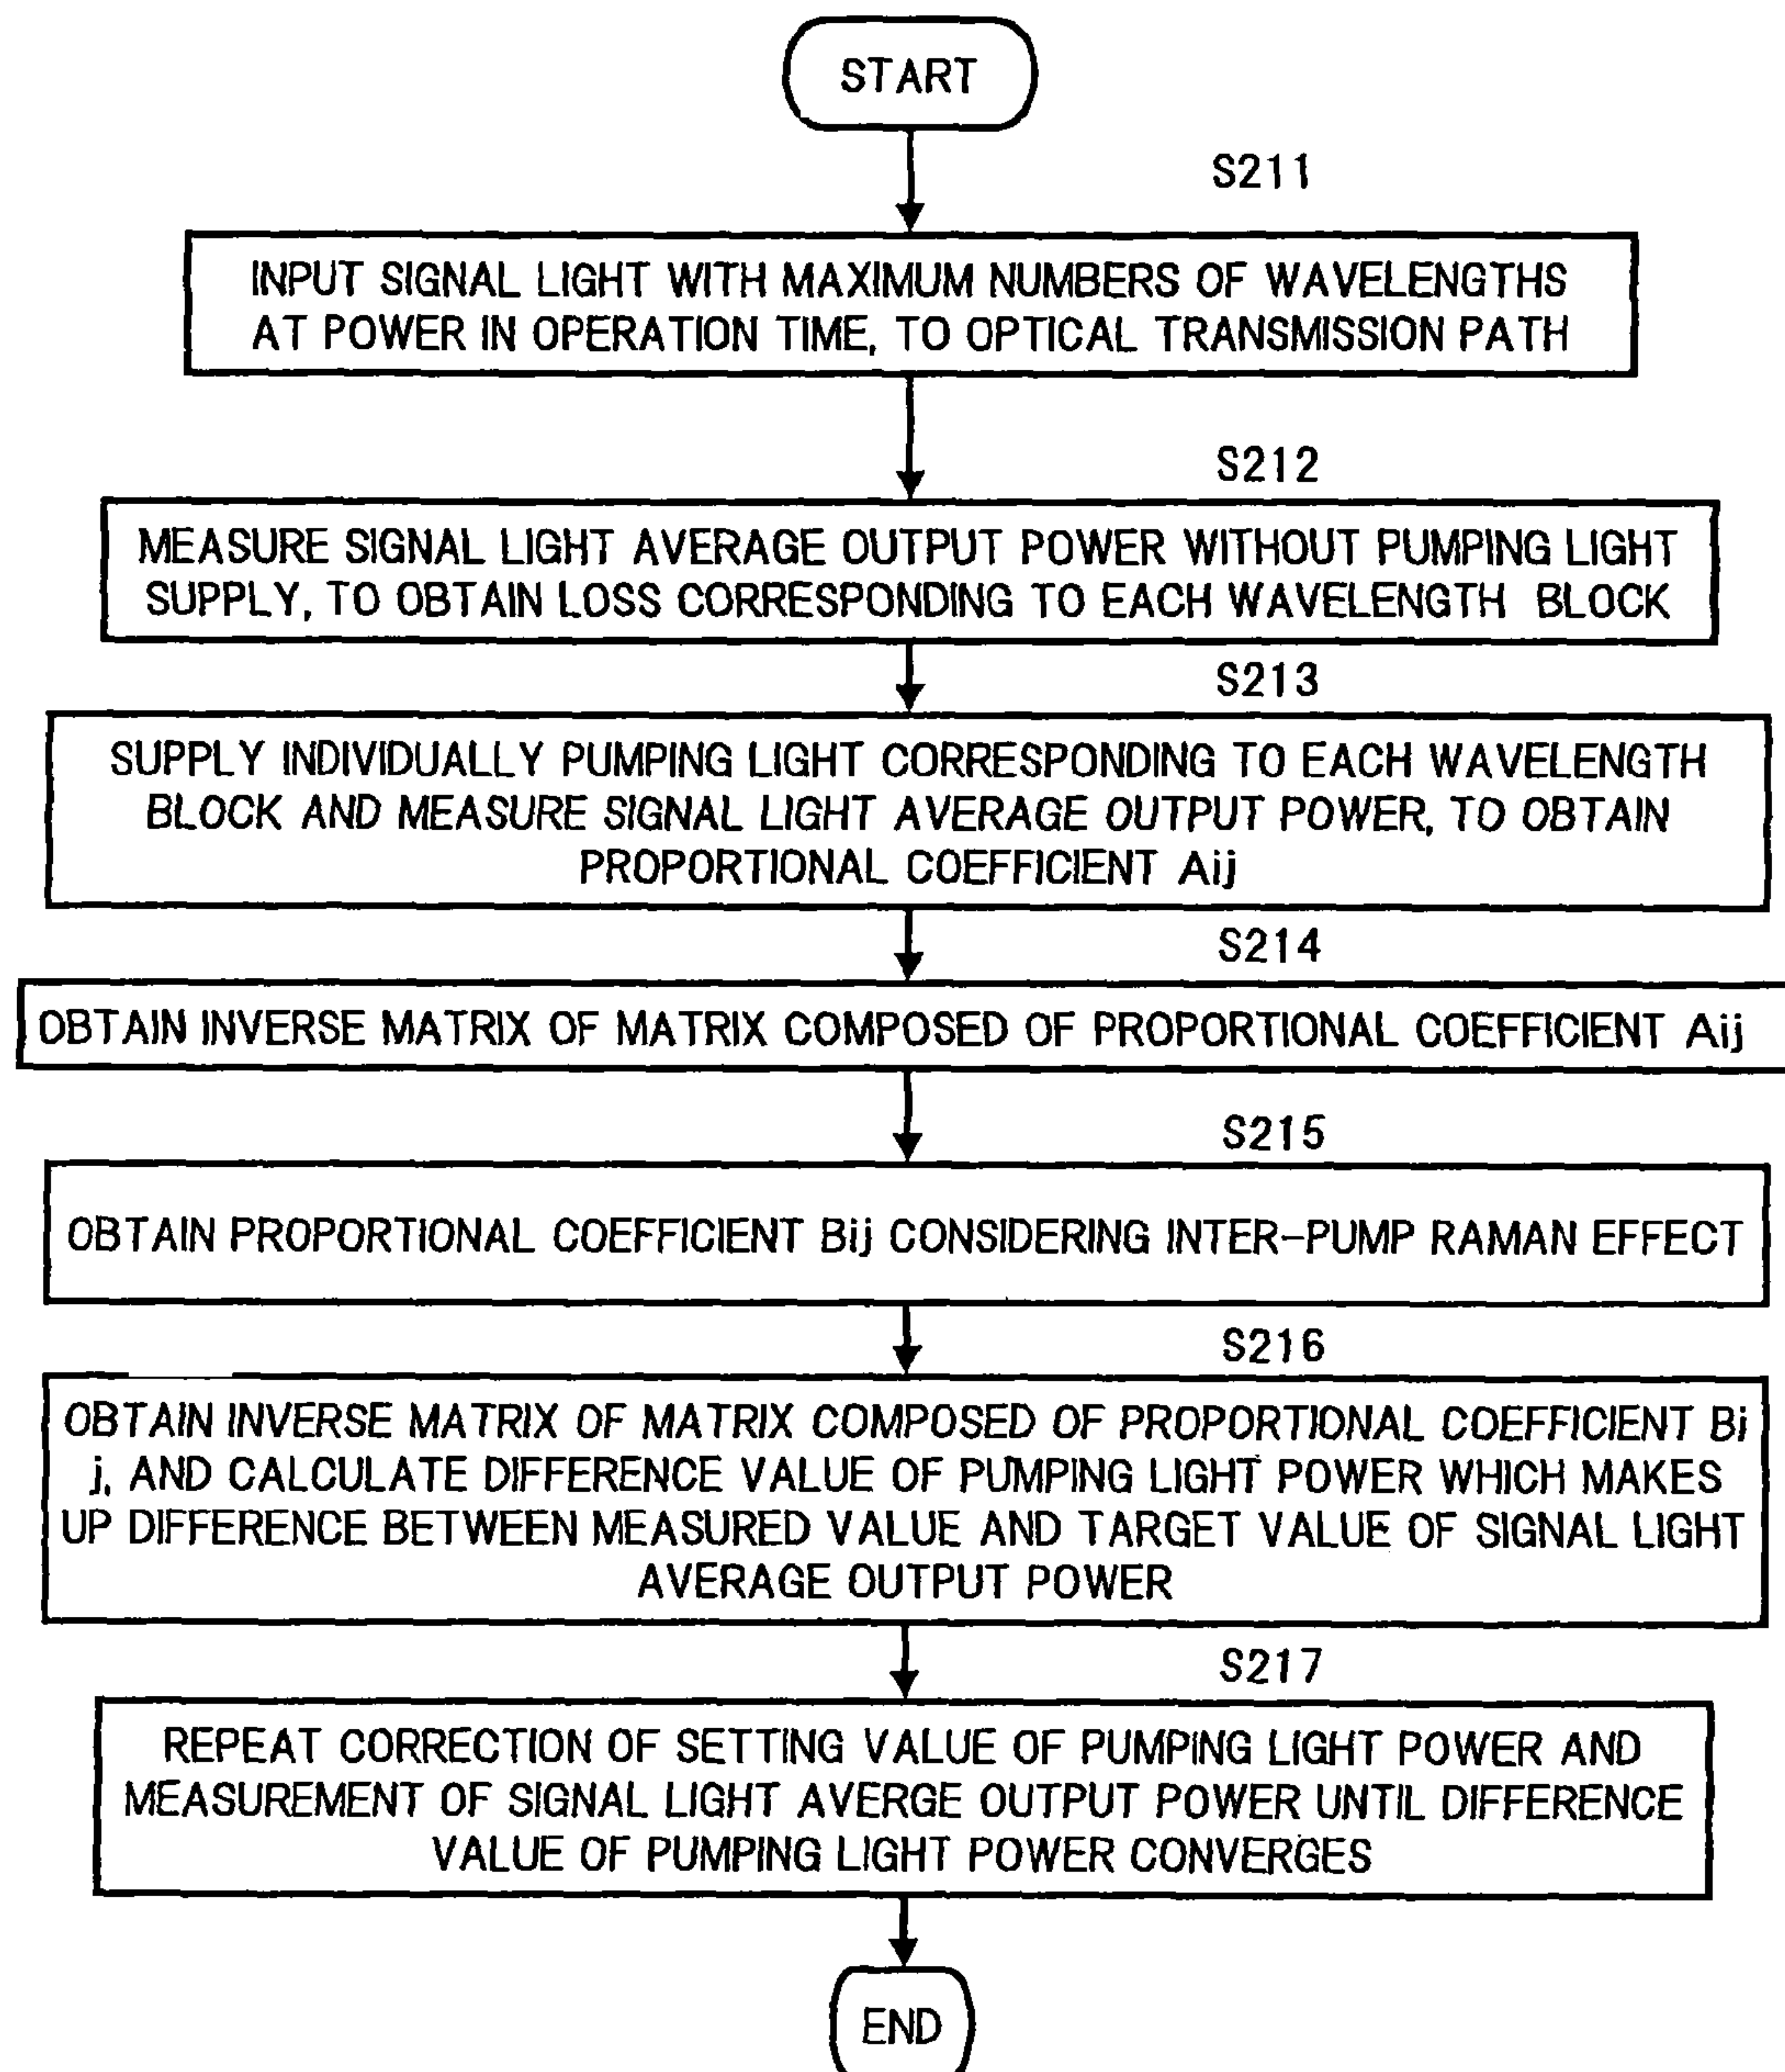 START
S211
INPUT SIGNAL LIGHT WITH MAXIMUM NUMBERS OF WAVELENGTHS
AT POWER IN OPERATION TIME, TO OPTICAL TRANSMISSION PATH
S212
MEASURE SIGNAL LIGHT AVERAGE OUTPUT POWER WITHOUT PUMPING LIGHT
SUPPLY, TO OBTAIN LOSS CORRESPONDING TO EACH WAVELENGTH BLOCK
S213
SUPPLY INDIVIDUALLY PUMPING LIGHT CORRESPONDING TO EACH WAVELENGTH
BLOCK AND MEASURE SIGNAL LIGHT AVERAGE OUTPUT POWER, TO OBTAIN
PROPORTIONAL COEFFICIENT Aij
S214
OBTAIN INVERSE MATRIX OF MATRIX COMPOSED OF PROPORTIONAL COEFFICIENT Aij
S215
OBTAIN PROPORTIONAL COEFFICIENT Bij CONSIDERING INTER-PUMP RAMAN EFFECT
S216
OBTAIN INVERSE MATRIX OF MATRIX COMPOSED OF PROPORTIONAL COEFFICIENT Bi
j, AND CALCULATE DIFFERENCE VALUE OF PUMPING LIGHT POWER WHICH MAKES
UP DIFFERENCE BETWEEN MEASURED VALUE AND TARGET VALUE OF SIGNAL LIGHT
AVERAGE OUTPUT POWER
S217
REPEAT CORRECTION OF SETTING VALUE OF PUMPING LIGHT POWER AND
MEASUREMENT OF SIGNAL LIGHT AVERGE OUTPUT POWER UNTIL DIFFERENCE
VALUE OF PUMPING LIGHT POWER CONVERGES
END